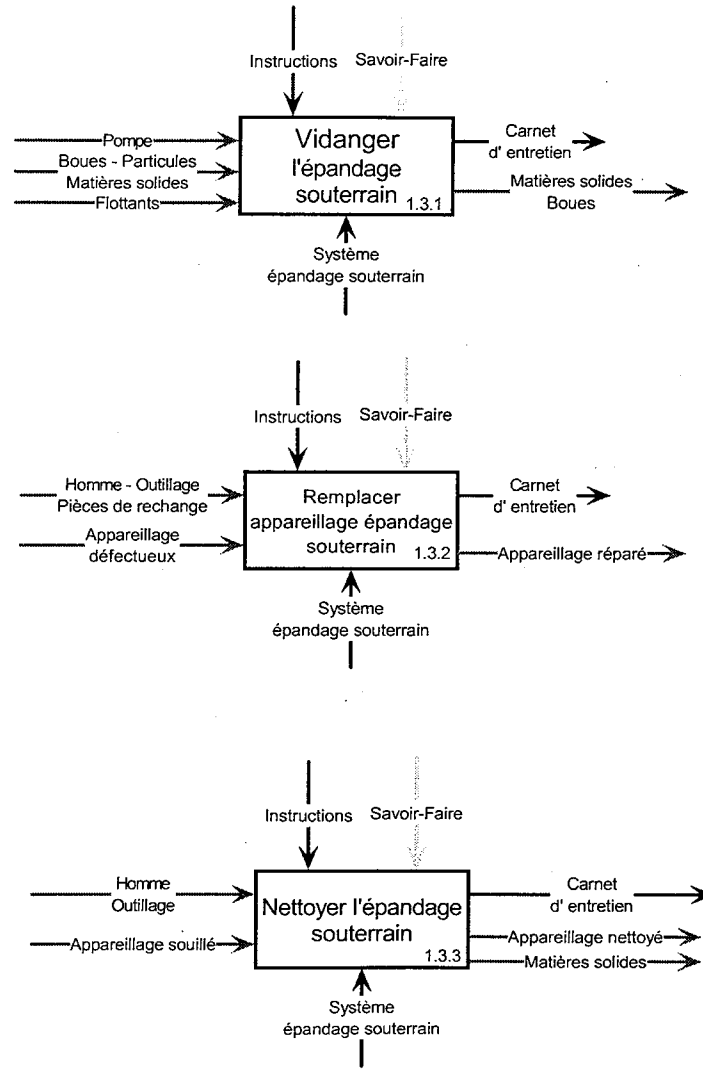 Instructions
Savoir-Faire
Pompe
Boues - Particules
Matières solides
Flottants
Vidanger
l'épandage
souterrain
1.3.1
Carnet
d' entretien
Matières solides
Boues
Système
épandage souterrain
Instructions
Savoir-Faire
Homme - Outillage
Pièces de rechange
Appareillage
défectueux
Remplacer
appareillage épandage
souterrain
1.3.2
Carnet
d' entretien
Appareillage réparé
Système
épandage souterrain
Instructions
Savoir-Faire
Homme
Outillage
Appareillage souillé
Nettoyer l'épandage
souterrain
1.3.3
Carnet
d' entretien
Appareillage nettoyé
Matières solides
Système
épandage souterrain